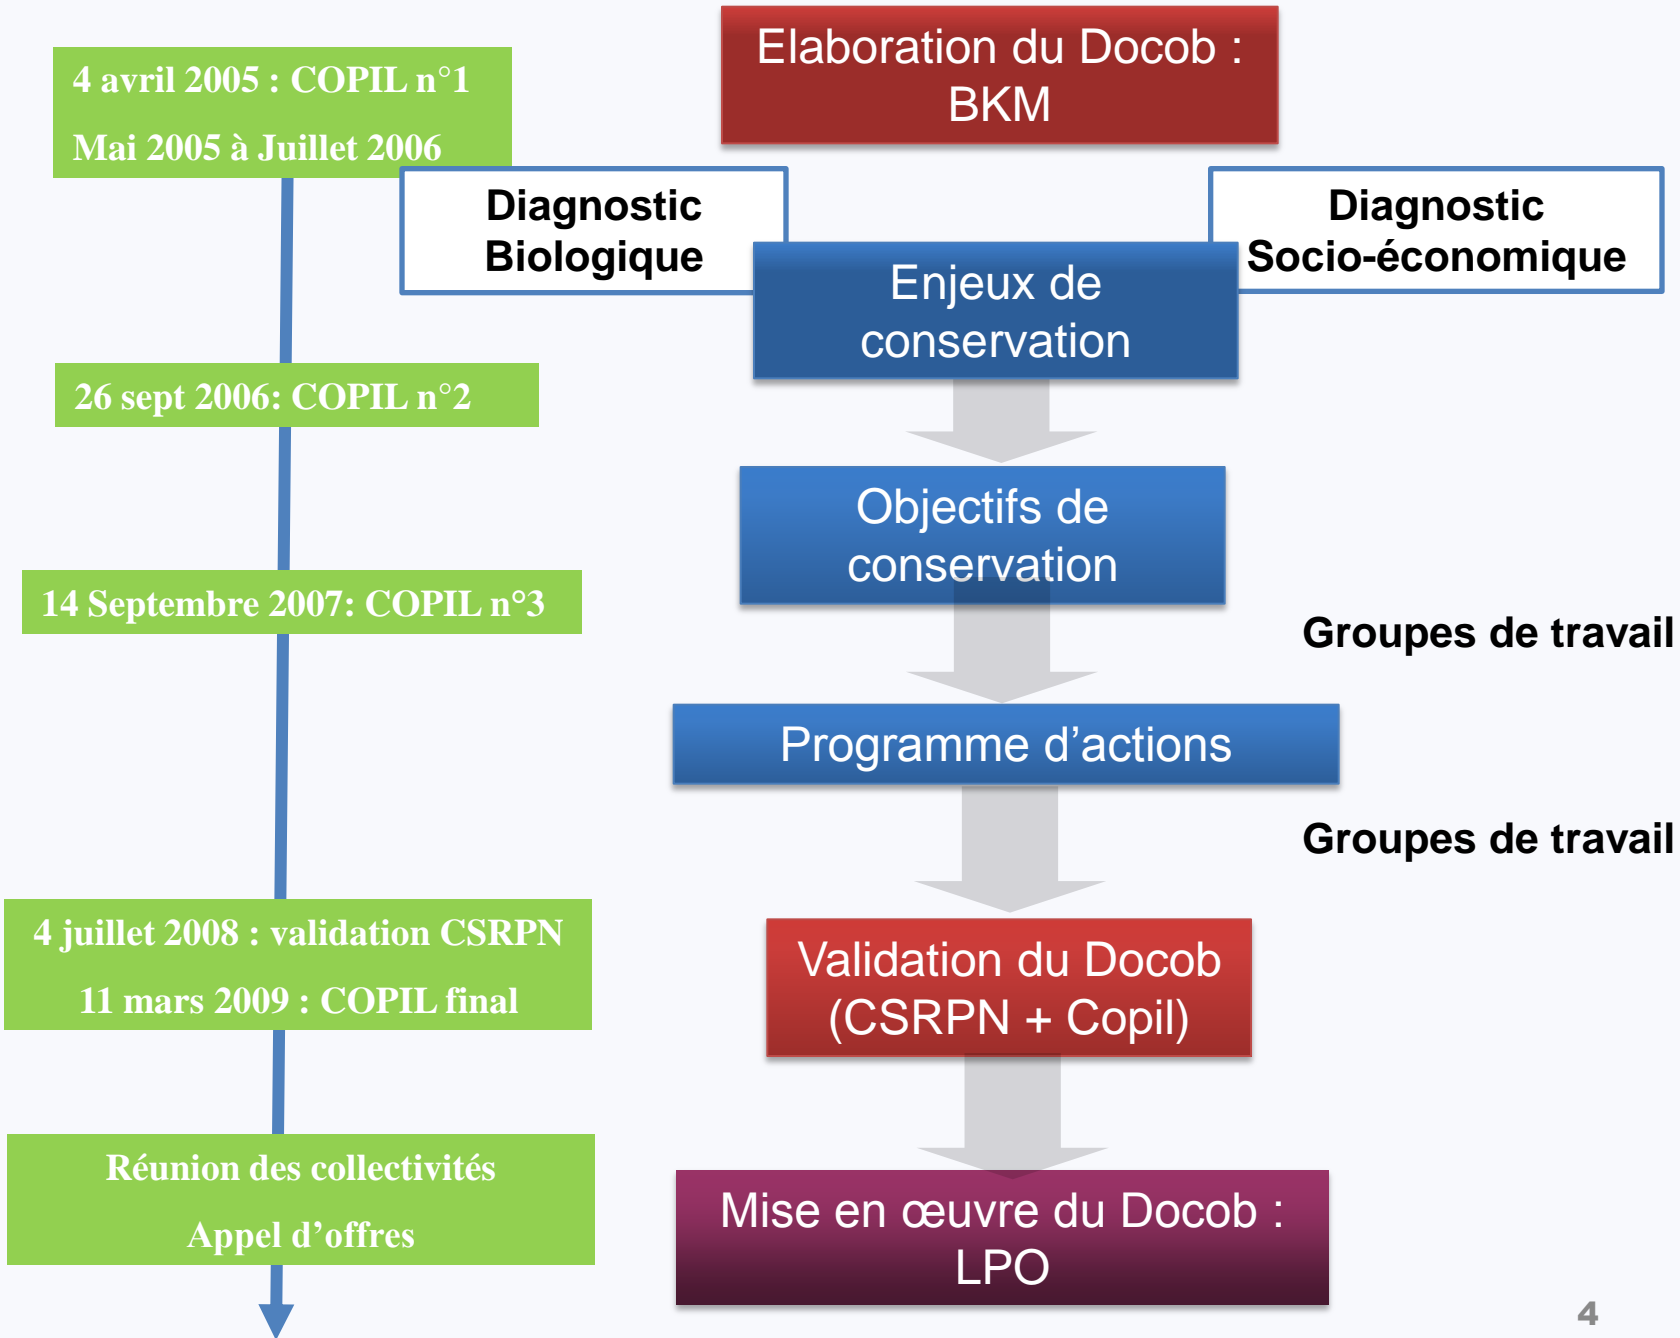 Elaboration du Docob :
BKM
4 avril 2005 : COPIL n°1
Mai 2005 à Juillet 2006
Diagnostic
Biologique
Diagnostic
Socio-économique
Enjeux de
conservation
26 sept 2006: COPIL n°2
Objectifs de
conservation
14 Septembre 2007: COPIL n°3
Groupes de travail
Programme d’actions
Groupes de travail
4 juillet 2008 : validation CSRPN
11 mars 2009 : COPIL final
Validation du Docob
(CSRPN + Copil)
Réunion des collectivités
Appel d’offres
Mise en œuvre du Docob :
LPO
4